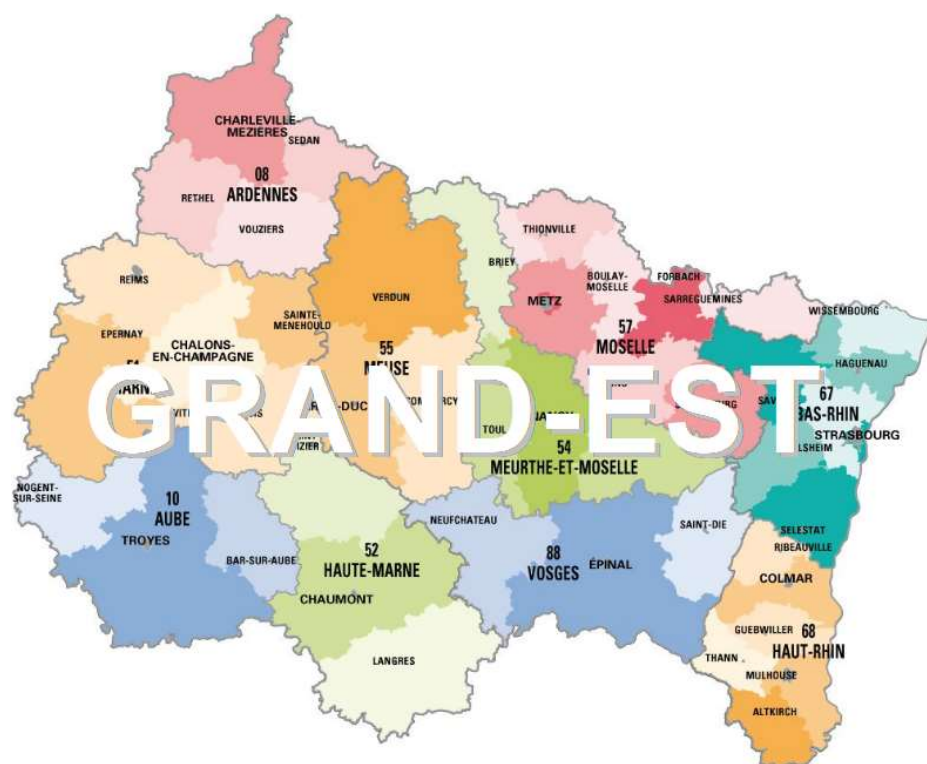 CHARLEVILLE-
MEZIÈRES
SEDAN
08
ARDENNES
RETHEL
VOUZIERS
THIONVILLE
BRIEY
REIMS
METZ
BOULAY-
MOSELLE
FORBACH
SARREGUEMINES
WISSEMBOURG
VERDUN
SAINTE-
MENEHOULD
EPERNAY
CHALONS-
EN-CHAMPAGNE
57
MOSELLE
55
MEUSE
HAGUENAU
67
BAS-RHIN
GRAND-EST
STRASBOURG
TOUL
54
MEURTHE-ET-MOSELLE
NOGENT-
SUR-SEINE
10
AUBE
TROYES
BAR-SUR-AUBE
52
HAUTE-MARNE
CHAUMONT
LANGRES
NEUFCHATEAU
88
VOSGES
ÉPINAL
SAINT-DIE
SELESTAT
RIBEAUVILLE
COLMAR
GUEBWILLER
68
HAUT-RHIN
THANN
MULHOUSE
ALTKIRCH